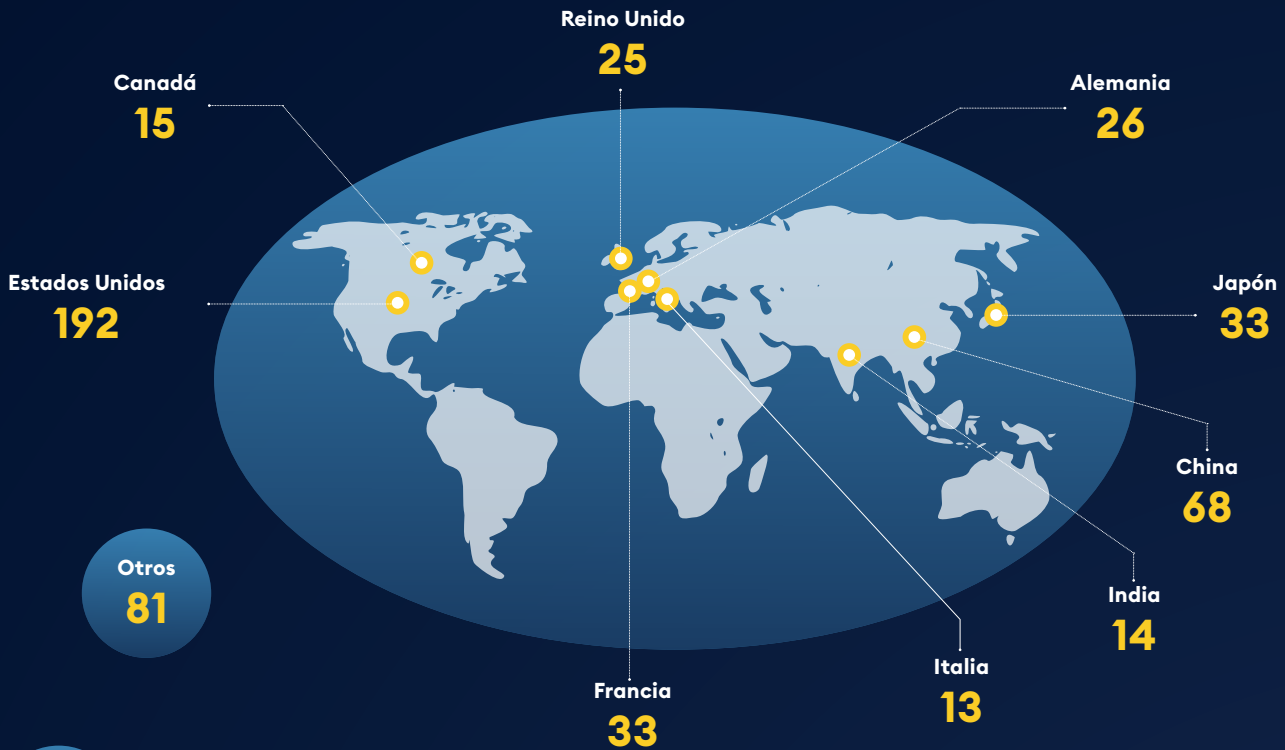 Reino Unido
25
Canadá
15
Alemania
26
Estados Unidos
192
Japón
33
China
68
Otros
81
India
14
Italia
13
Francia
33